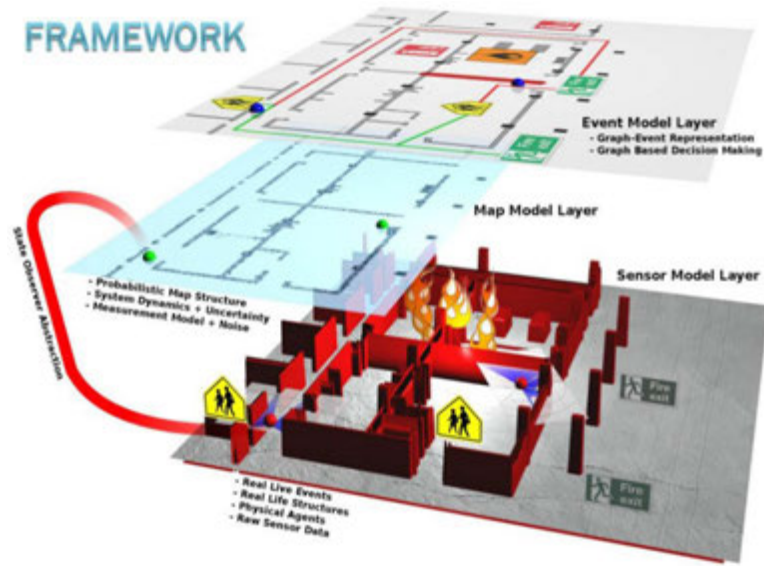 FRAMEWORK
Event Model Layer
- Graph-Event Representation
- Graph Based Decision Making
Map Model Layer
- Probabilistic Map Structure
- System Dynamics + Uncertainty
- Measurement Model + Noise
State Observer Abstraction
Sensor Model Layer
Fire
exit
Fire
exit
- Real Live Events
- Real Life Structures
- Physical Agents
- Raw Sensor Data